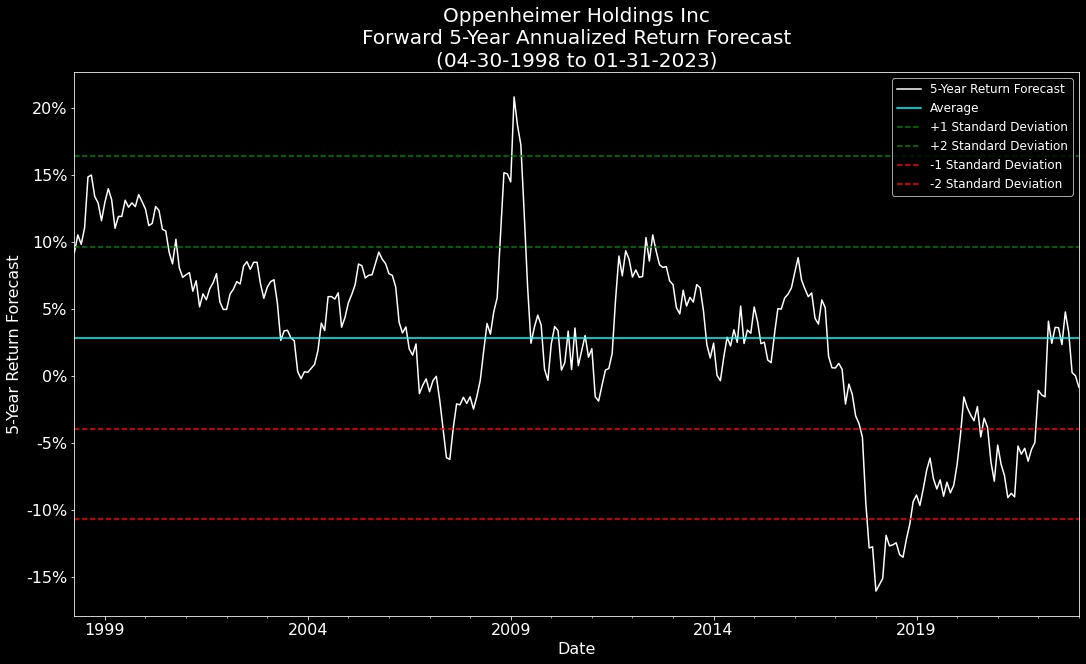 Oppenheimer Holdings Inc
Forward 5-Year Annualized Return Forecast
(04-30-1998 to 01-31-2023)
5-Year Return Forecast
Average
+1 Standard Deviation
+2 Standard Deviation
-1 Standard Deviation
-2 Standard Deviation
20%
15%
10%
5%
0%
-5%
-10%
-15%
5-Year Return Forecast
1999
2004
2009
2014
2019
Date